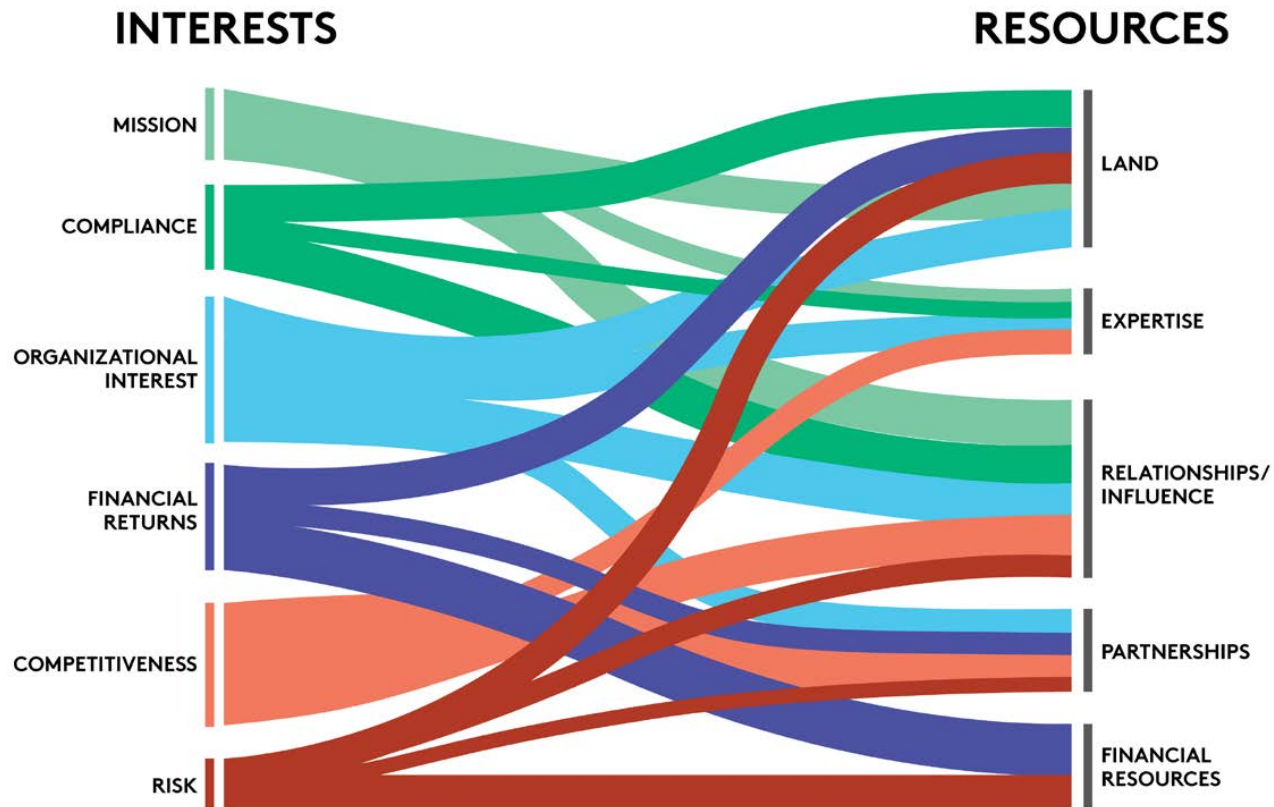 INTERESTS
RESOURCES
MISSION
COMPLIANCE
ORGANIZATIONAL
INTEREST
FINANCIAL
RETURNS
COMPETITIVENESS
RISK
LAND
EXPERTISE
RELATIONSHIPS/
INFLUENCE
PARTNERSHIPS
FINANCIAL
RESOURCES